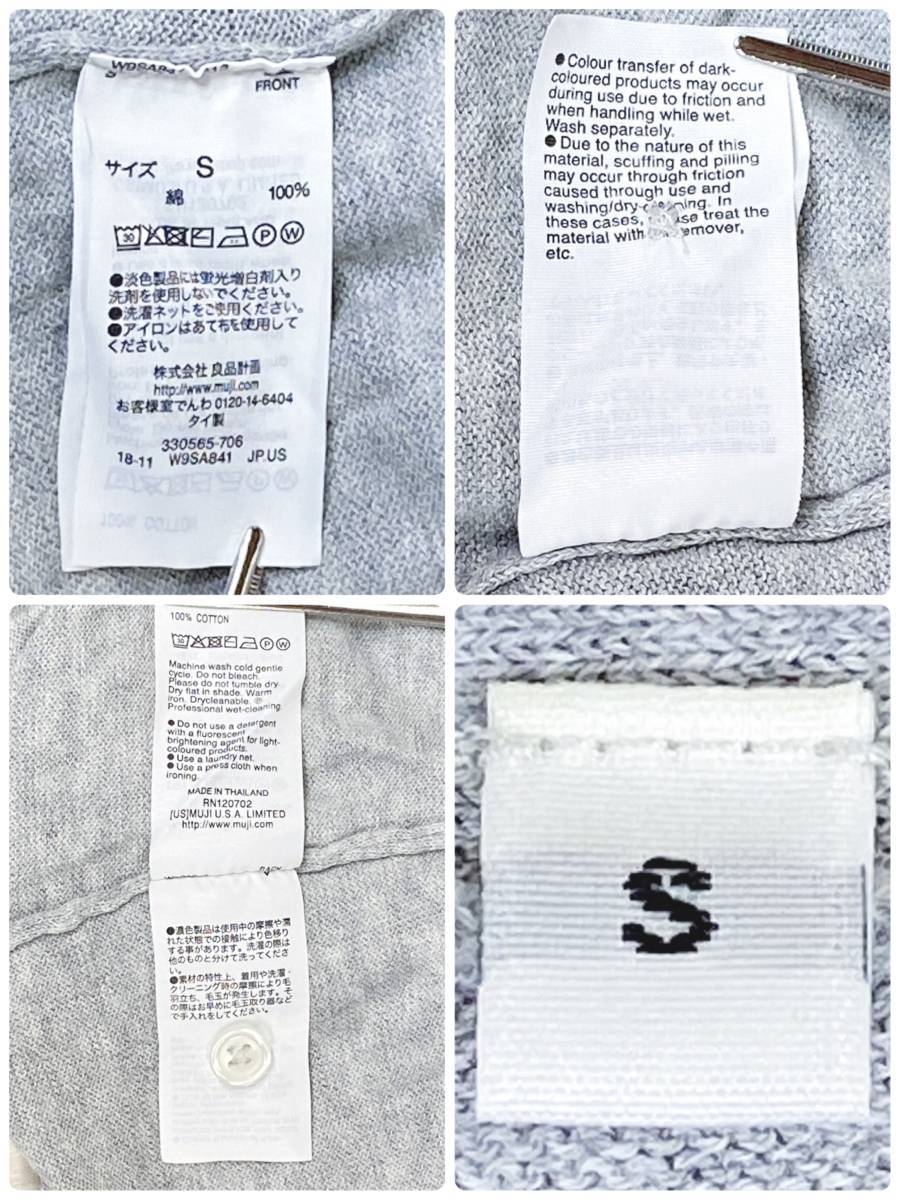 FRONT
サイズ S
綿 100%
30 P W
●淡色製品には蛍光増白剤入り
洗剤を使用しないでください。
●洗濯ネットをご使用ください。
●アイロンはあて布を使用して
ください。
株式会社 良品計画
http://www.muji.com
お客様室でんわ 0120-14-6404
タイ製
330565-706
18-11 W9SA841 JP.US
●Colour transfer of dark-
coloured products may occur
during use due to friction and
when handling while wet.
Wash separately.
●Due to the nature of this
material, scuffing and pilling
may occur through friction
caused through use and
washing/dry-cleaning. In
these cases, please treat the
material with remover,
etc.
100% COTTON
30 P W
Machine wash cold gentle
cycle. Do not bleach.
Please do not tumble dry.
Dry flat in shade. Warm
iron. Drycleanable. Ⓟ
Professional wet-cleaning.
●Do not use a detergent
with a fluorescent
brightening agent for light-
coloured products.
●Use a laundry net.
●Use a press cloth when
ironing.
MADE IN THAILAND
RN120702
[US]MUJI U.S.A. LIMITED
http://www.muji.com
●濃色製品は使用中の摩擦や濡
れた状態での接触により色移り
する事があります。洗濯の際は
他のものと分けて洗ってくださ
い。
●素材の特性上、着用や洗濯・
クリーニング時の摩擦により毛
羽立ち、毛玉が発生します。そ
の際はお早めに毛玉取り器など
で手入れをしてください。
S